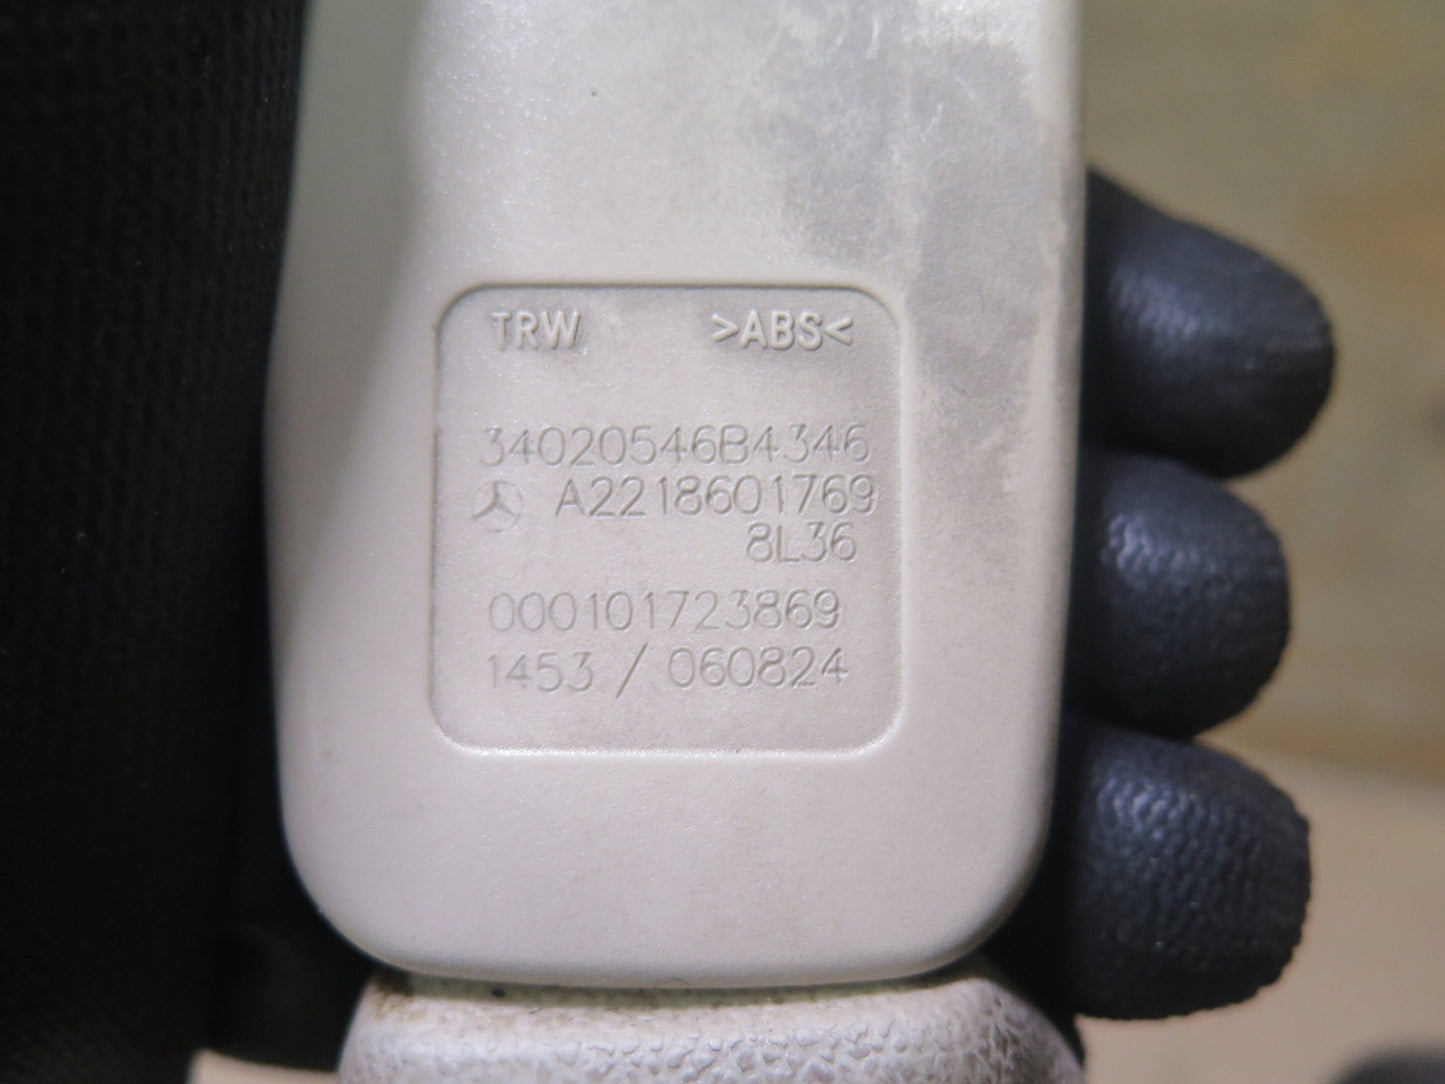 TRW >ABS<
34020546B4346
A2218601769
8L36
000101723869
1453 / 060824